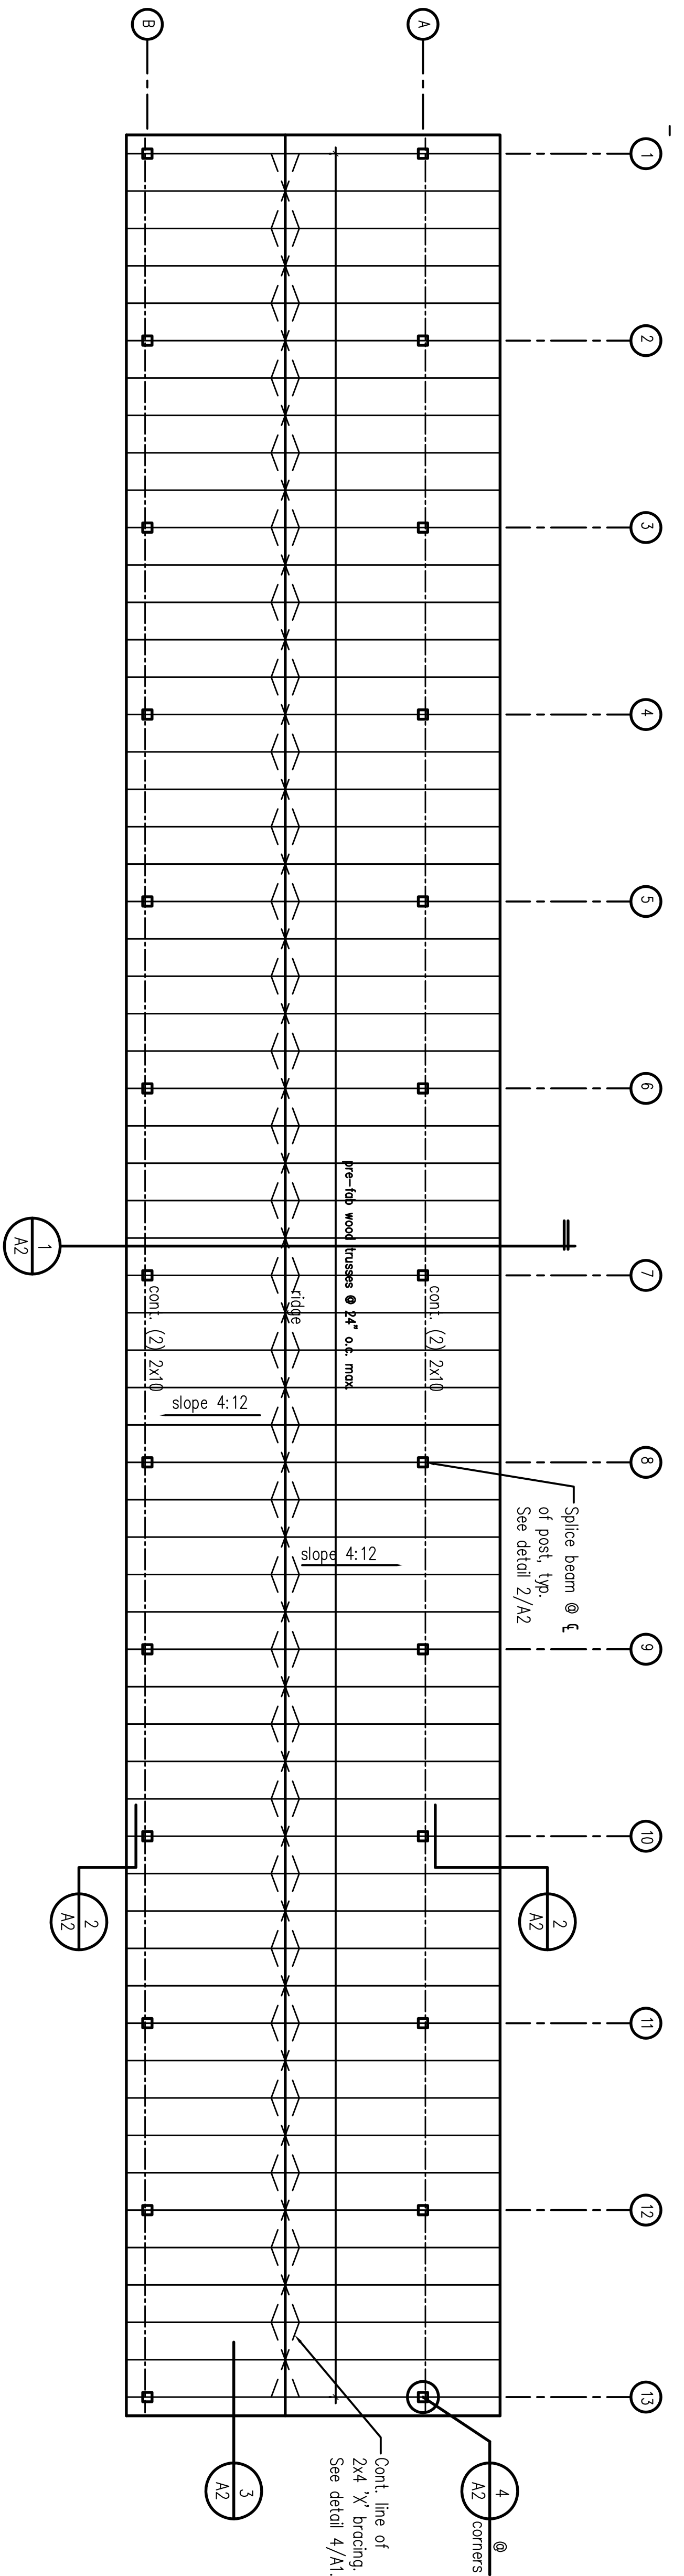 1
2
3
4
5
6
7
8
9
10
11
12
13
A
B
Splice beam @ ℄
of post, typ.
See detail 2/A2
cont. (2) 2x10
pre-fab wood trusses @ 24" o.c. max.
ridge
cont. (2) 2x10
slope 4:12
slope 4:12
1
A2
2
A2
2
A2
3
A2
4
A2
@
corners
Cont. line of
2x4 'X' bracing.
See detail 4/A1.